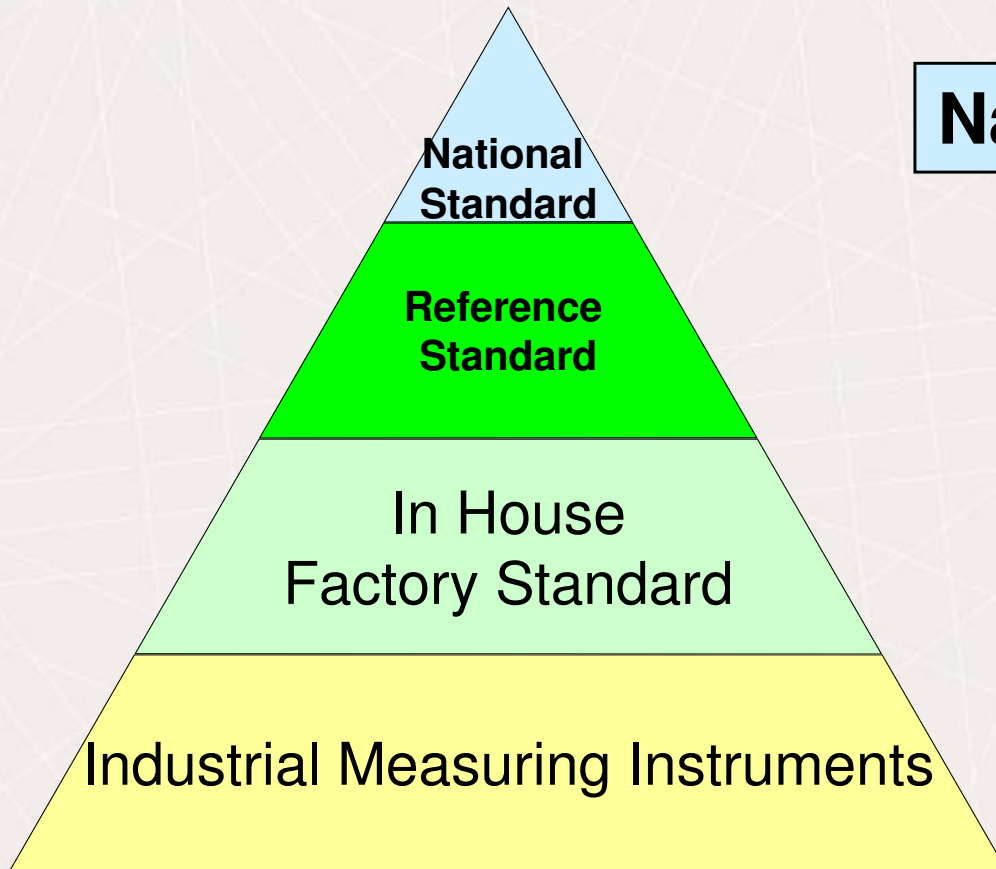 National
Standard
Reference
Standard
In House
Factory Standard
Industrial Measuring Instruments